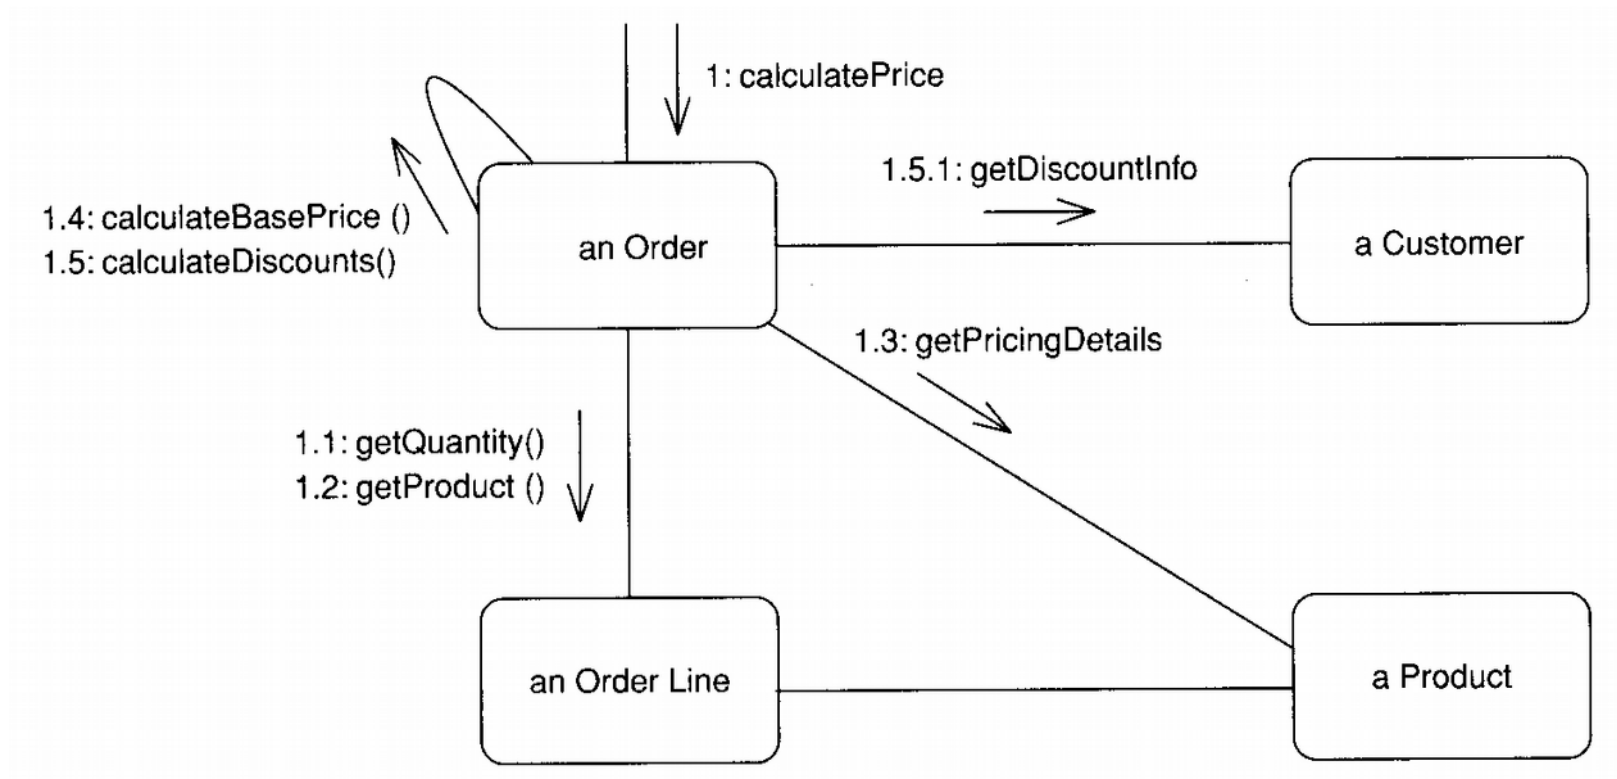 1: calculatePrice
1.5.1: getDiscountInfo
1.4: calculateBasePrice ()
1.5: calculateDiscounts()
an Order
a Customer
1.3: getPricingDetails
1.1: getQuantity()
1.2: getProduct ()
an Order Line
a Product